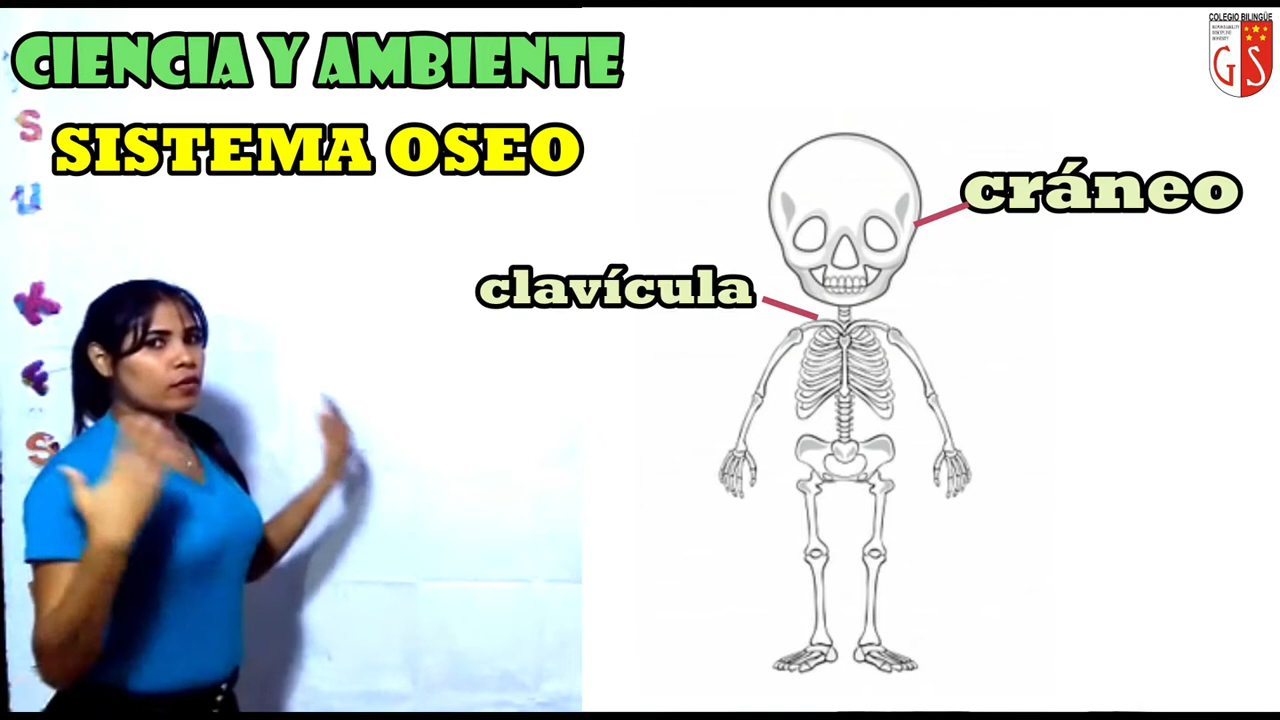 CIENCIA Y AMBIENTE
SISTEMA OSEO
cráneo
clavícula
COLEGIO BILINGÜE
GS
S
U
K
F
S